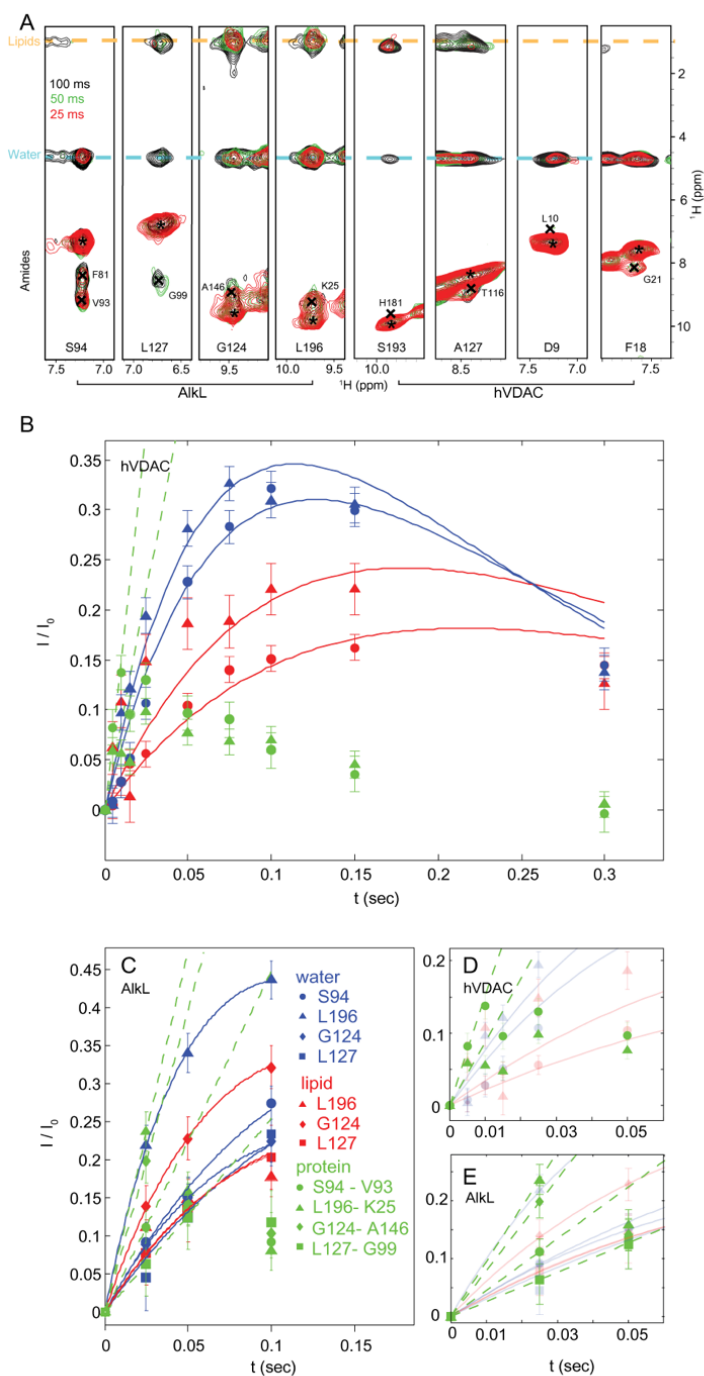 A
Lipids
100 ms
50 ms
25 ms
Water
Amides
F81
V93
G99
A146
K25
H181
T116
L10
G21
S94
L127
G124
L196
S193
A127
D9
F18
2
4
6
8
10
¹H (ppm)
7.5 7.0
7.0 6.5
9.5
10.0 9.5
10.0
8.5
7.5 7.0
7.5
¹H (ppm)
AlkL
hVDAC
B
hVDAC
0.35
0.3
0.25
0.2
0.15
0.1
0.05
0
I / I₀
0 0.05 0.1 0.15 0.2 0.25 0.3
t (sec)
C
AlkL
0.45
0.4
0.35
0.3
0.25
0.2
0.15
0.1
0.05
0
I / I₀
0 0.05 0.1 0.15
t (sec)
water
S94
L196
G124
L127
lipid
L196
G124
L127
protein
S94 - V93
L196- K25
G124- A146
L127- G99
D
hVDAC
0.2
0.1
0
0 0.01 0.03 0.05
E
AlkL
0.2
0.1
0
0 0.01 0.03 0.05
t (sec)